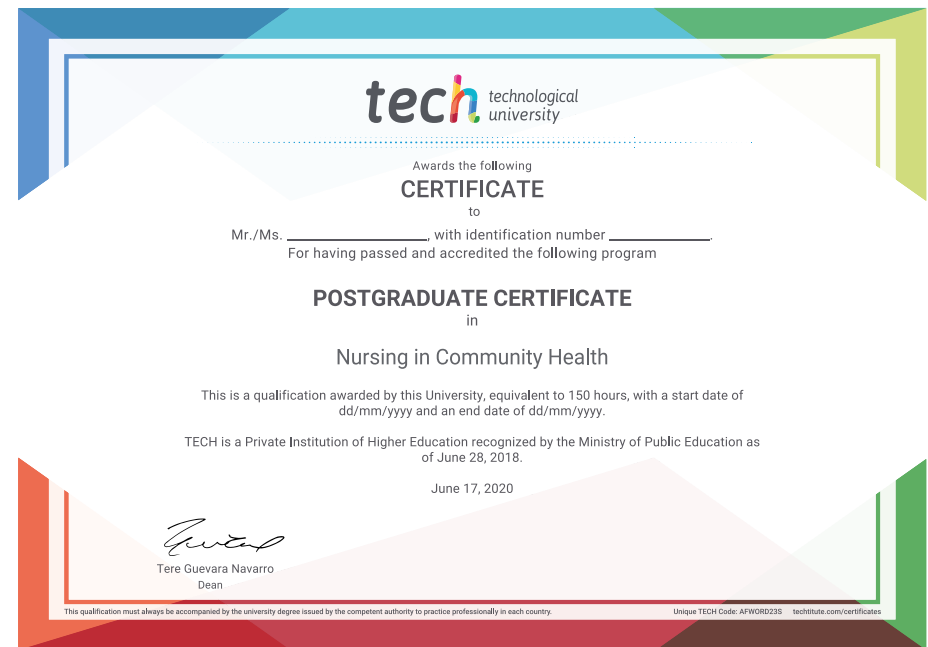 tech technological
university
Awards the following
CERTIFICATE
to
Mr./Ms. ____________________, with identification number ______________.
For having passed and accredited the following program
POSTGRADUATE CERTIFICATE
in
Nursing in Community Health
This is a qualification awarded by this University, equivalent to 150 hours, with a start date of
dd/mm/yyyy and an end date of dd/mm/yyyy.
TECH is a Private Institution of Higher Education recognized by the Ministry of Public Education as
of June 28, 2018.
June 17, 2020
Tere Guevara Navarro
Dean
This qualification must always be accompanied by the university degree issued by the competent authority to practice professionally in each country.
Unique TECH Code: AFWORD23S techtitute.com/certificates